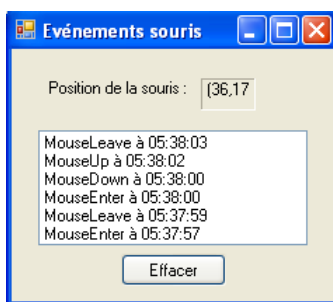 Evénements souris
Position de la souris : (36,17
MouseLeave à 05:38:03
MouseUp à 05:38:02
MouseDown à 05:38:00
MouseEnter à 05:38:00
MouseLeave à 05:37:59
MouseEnter à 05:37:57
Effacer